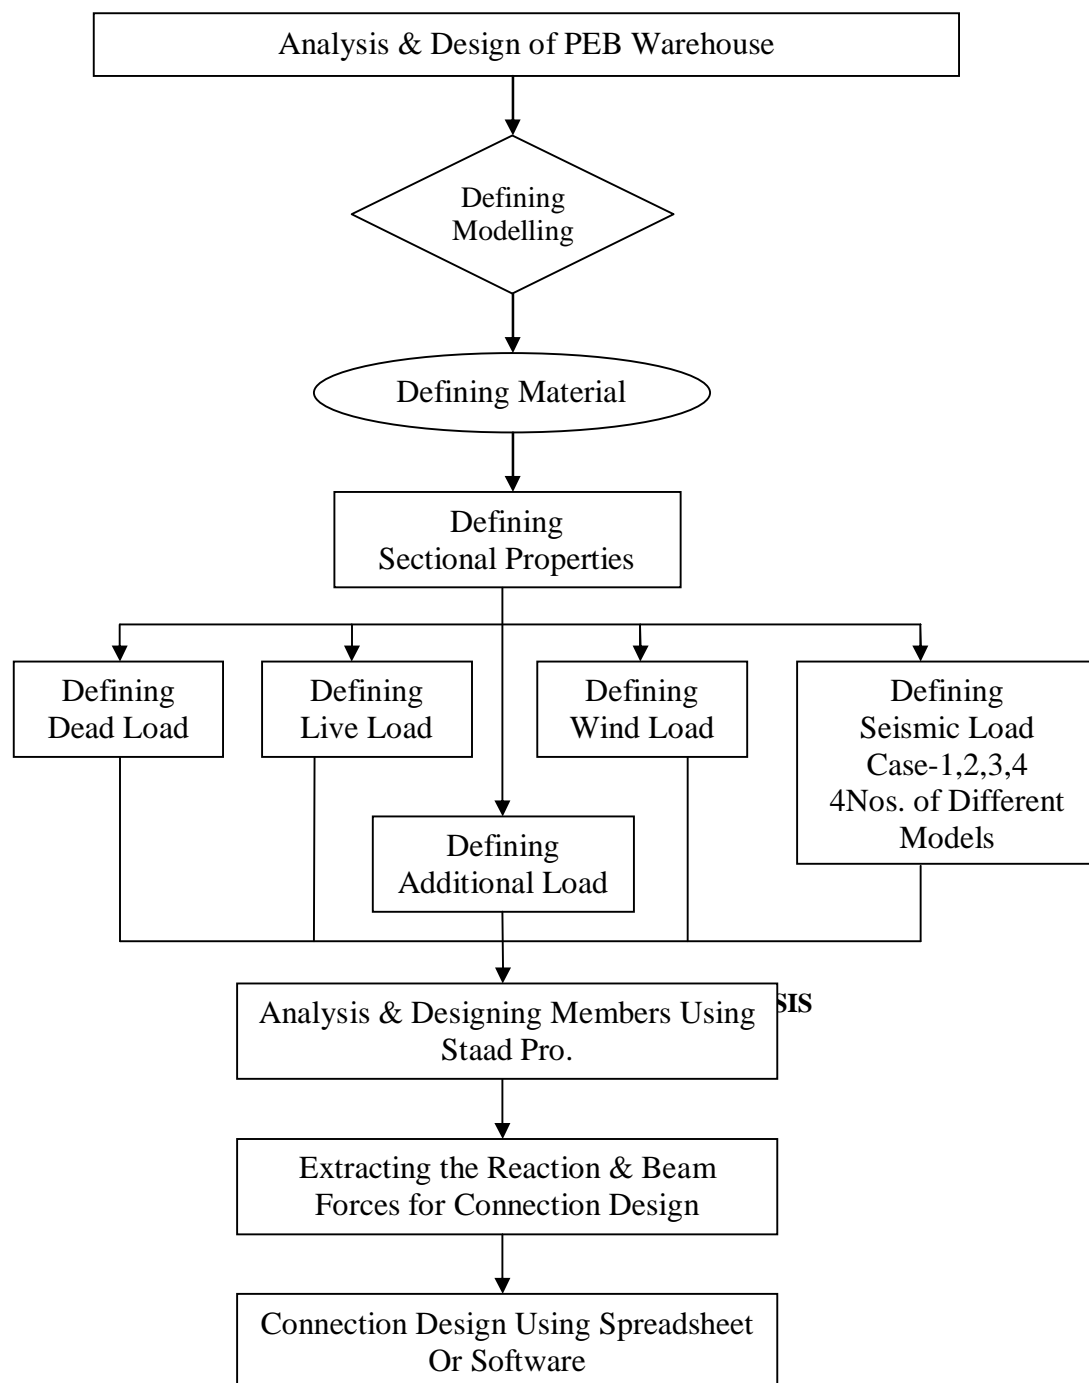 Analysis & Design of PEB Warehouse
Defining
Modelling
Defining Material
Defining
Sectional Properties
Defining
Dead Load
Defining
Live Load
Defining
Wind Load
Defining
Seismic Load
Case-1,2,3,4
4Nos. of Different
Models
Defining
Additional Load
Analysis & Designing Members Using
Staad Pro.
SIS
Extracting the Reaction & Beam
Forces for Connection Design
Connection Design Using Spreadsheet
Or Software